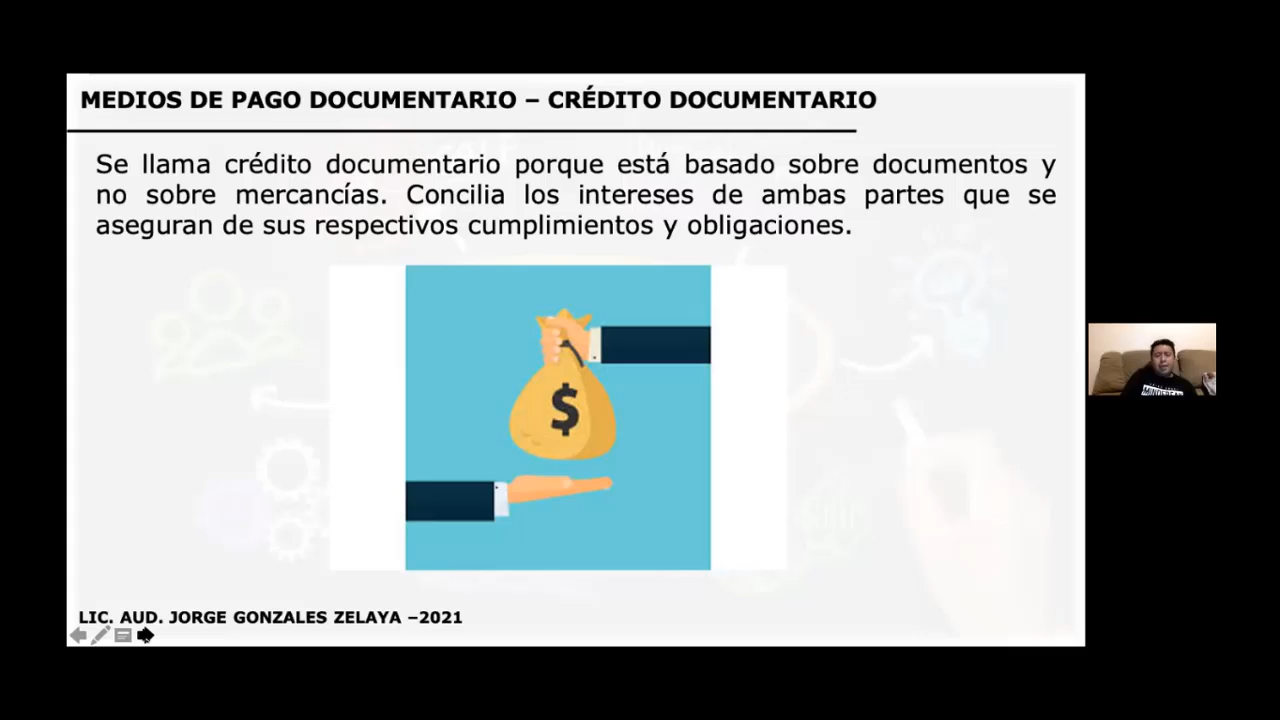 MEDIOS DE PAGO DOCUMENTARIO – CRÉDITO DOCUMENTARIO
Se llama crédito documentario porque está basado sobre documentos y
no sobre mercancías. Concilia los intereses de ambas partes que se
aseguran de sus respectivos cumplimientos y obligaciones.
$
LIC. AUD. JORGE GONZALES ZELAYA –2021